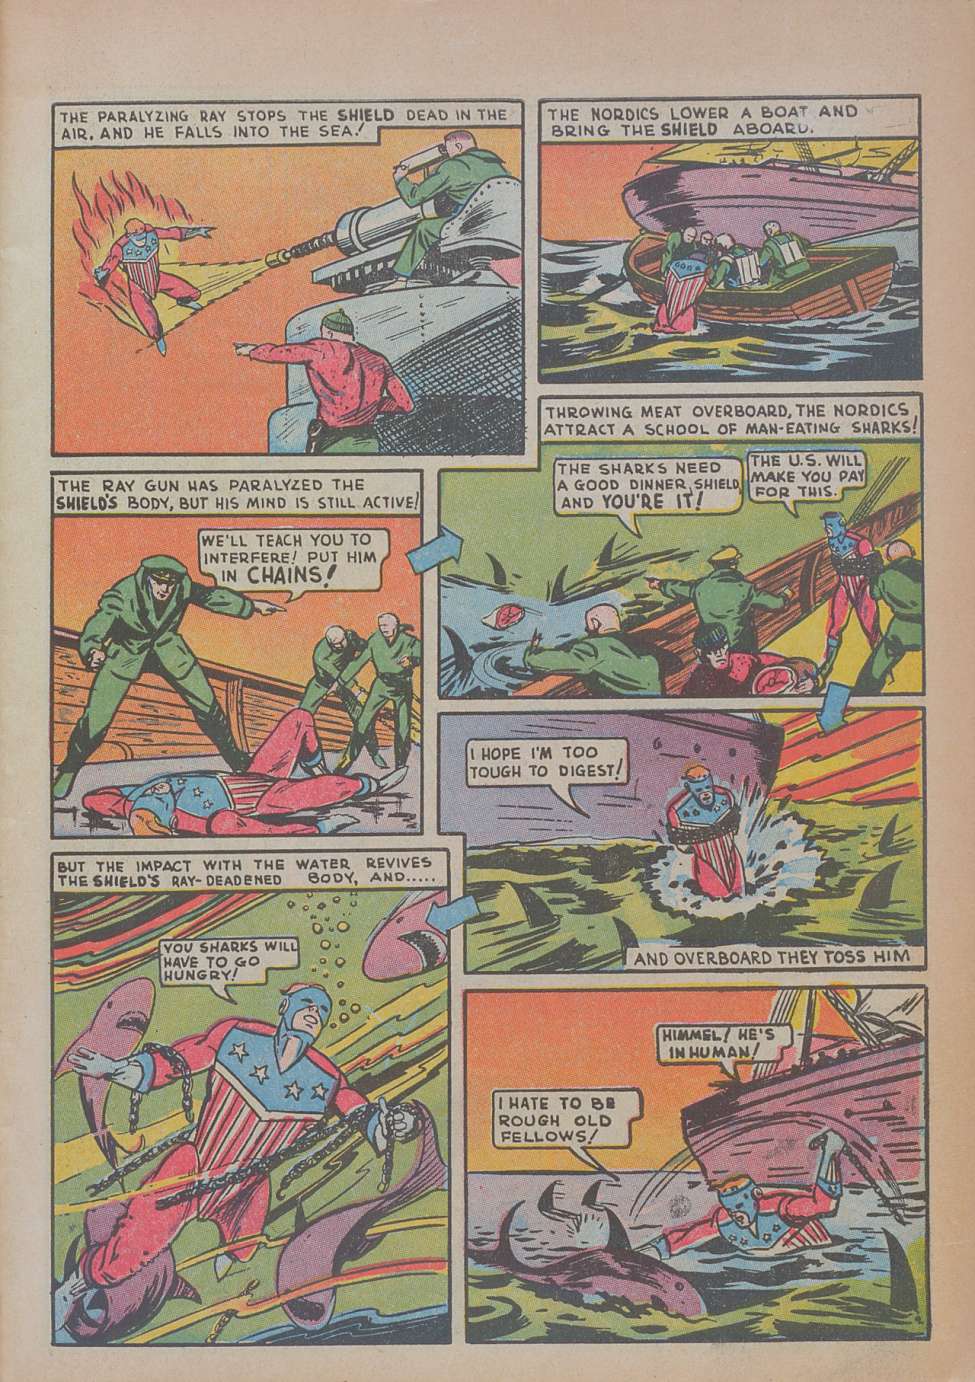 THE PARALYZING RAY STOPS THE SHIELD DEAD IN THE
AIR, AND HE FALLS INTO THE SEA!
THE NORDICS LOWER A BOAT AND
BRING THE SHIELD ABOARD.
THE RAY GUN HAS PARALYZED THE
SHIELD'S BODY, BUT HIS MIND IS STILL ACTIVE!
WE'LL TEACH YOU TO
INTERFERE! PUT HIM
IN CHAINS!
THROWING MEAT OVERBOARD, THE NORDICS
ATTRACT A SCHOOL OF MAN-EATING SHARKS!
THE SHARKS NEED
A GOOD DINNER, SHIELD,
AND YOU'RE IT!
THE U.S. WILL
MAKE YOU PAY
FOR THIS.
I HOPE I'M TOO
TOUGH TO DIGEST!
AND OVERBOARD THEY TOSS HIM
BUT THE IMPACT WITH THE WATER REVIVES
THE SHIELD'S RAY-DEADENED BODY, AND.....
YOU SHARKS WILL
HAVE TO GO
HUNGRY!
HIMMEL! HE'S
INHUMAN!
I HATE TO BE
ROUGH OLD
FELLOWS!